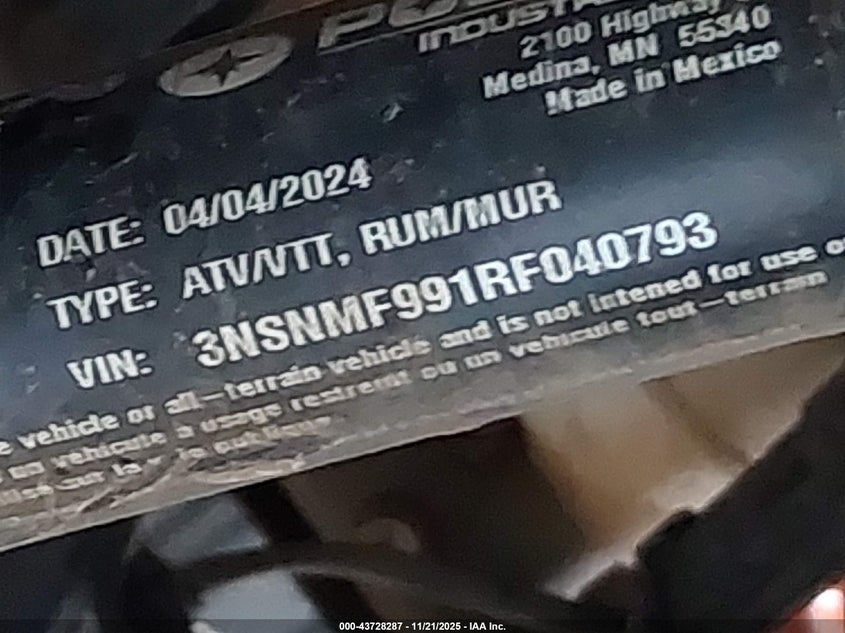 2100 Highway
Medina, MN 55340
Made in Mexico
DATE: 04/04/2024
TYPE: ATV/VTT, RUM/MUR
VIN: 3NSNMF991RF040793
vehicle or all-terrain vehicle and is not intened for use
un vehicule à usage restreint ou un vehicule tout-terrain
000-43728287 - 11/21/2025 - IAA Inc.